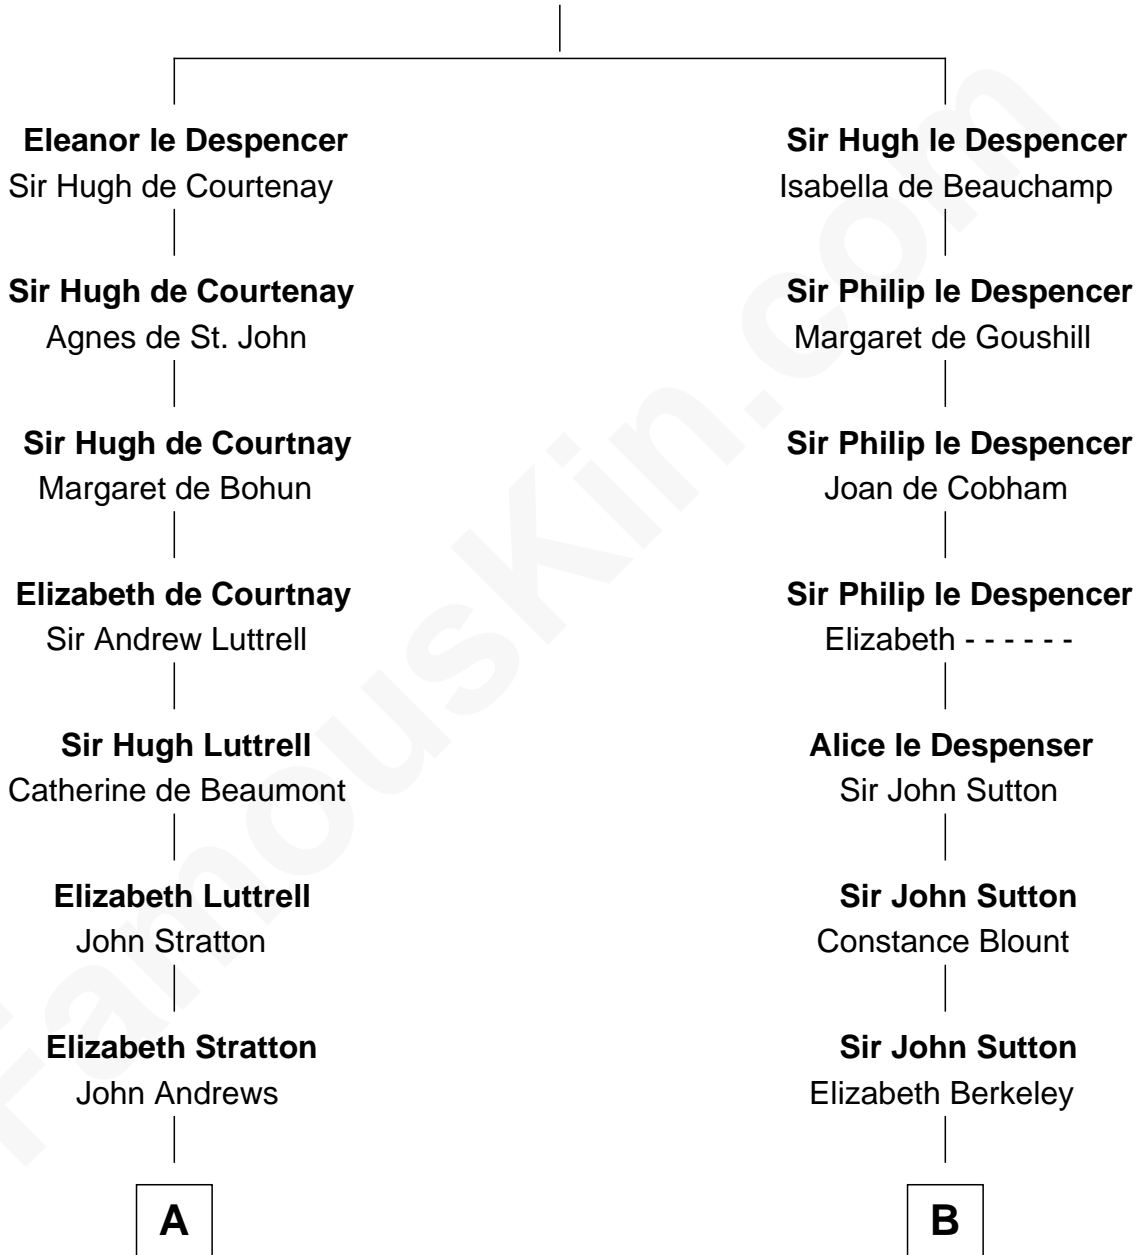 Eleanor le Despencer
Sir Hugh de Courtenay
Sir Hugh de Courtenay
Agnes de St. John
Sir Hugh de Courtnay
Margaret de Bohun
Elizabeth de Courtnay
Sir Andrew Luttrell
Sir Hugh Luttrell
Catherine de Beaumont
Elizabeth Luttrell
John Stratton
Elizabeth Stratton
John Andrews
A
Sir Hugh le Despencer
Isabella de Beauchamp
Sir Philip le Despencer
Margaret de Goushill
Sir Philip le Despencer
Joan de Cobham
Sir Philip le Despencer
Elizabeth - - - - - -
Alice le Despenser
Sir John Sutton
Sir John Sutton
Constance Blount
Sir John Sutton
Elizabeth Berkeley
B
FamousKin.com